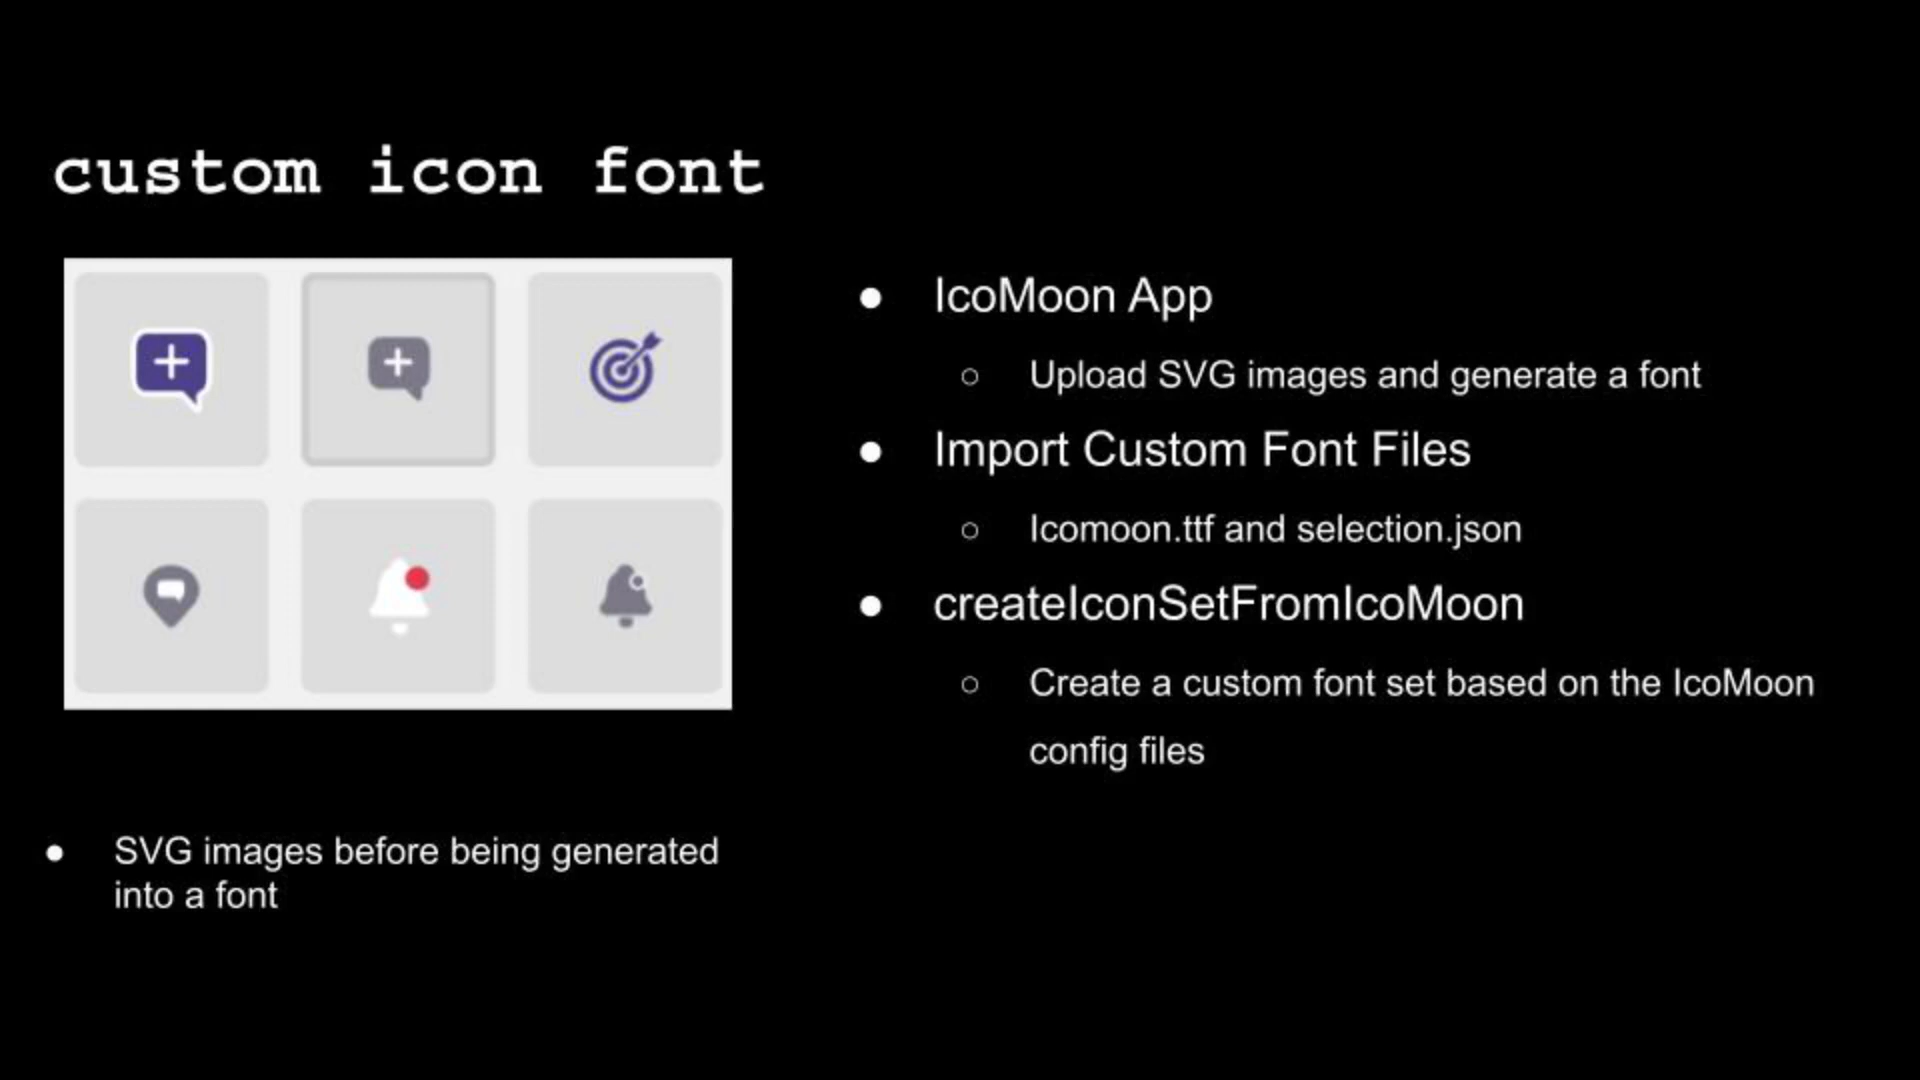 custom icon font
● IcoMoon App
○ Upload SVG images and generate a font
● Import Custom Font Files
○ Icomoon.ttf and selection.json
● createIconSetFromIcoMoon
○ Create a custom font set based on the IcoMoon
config files
● SVG images before being generated
into a font